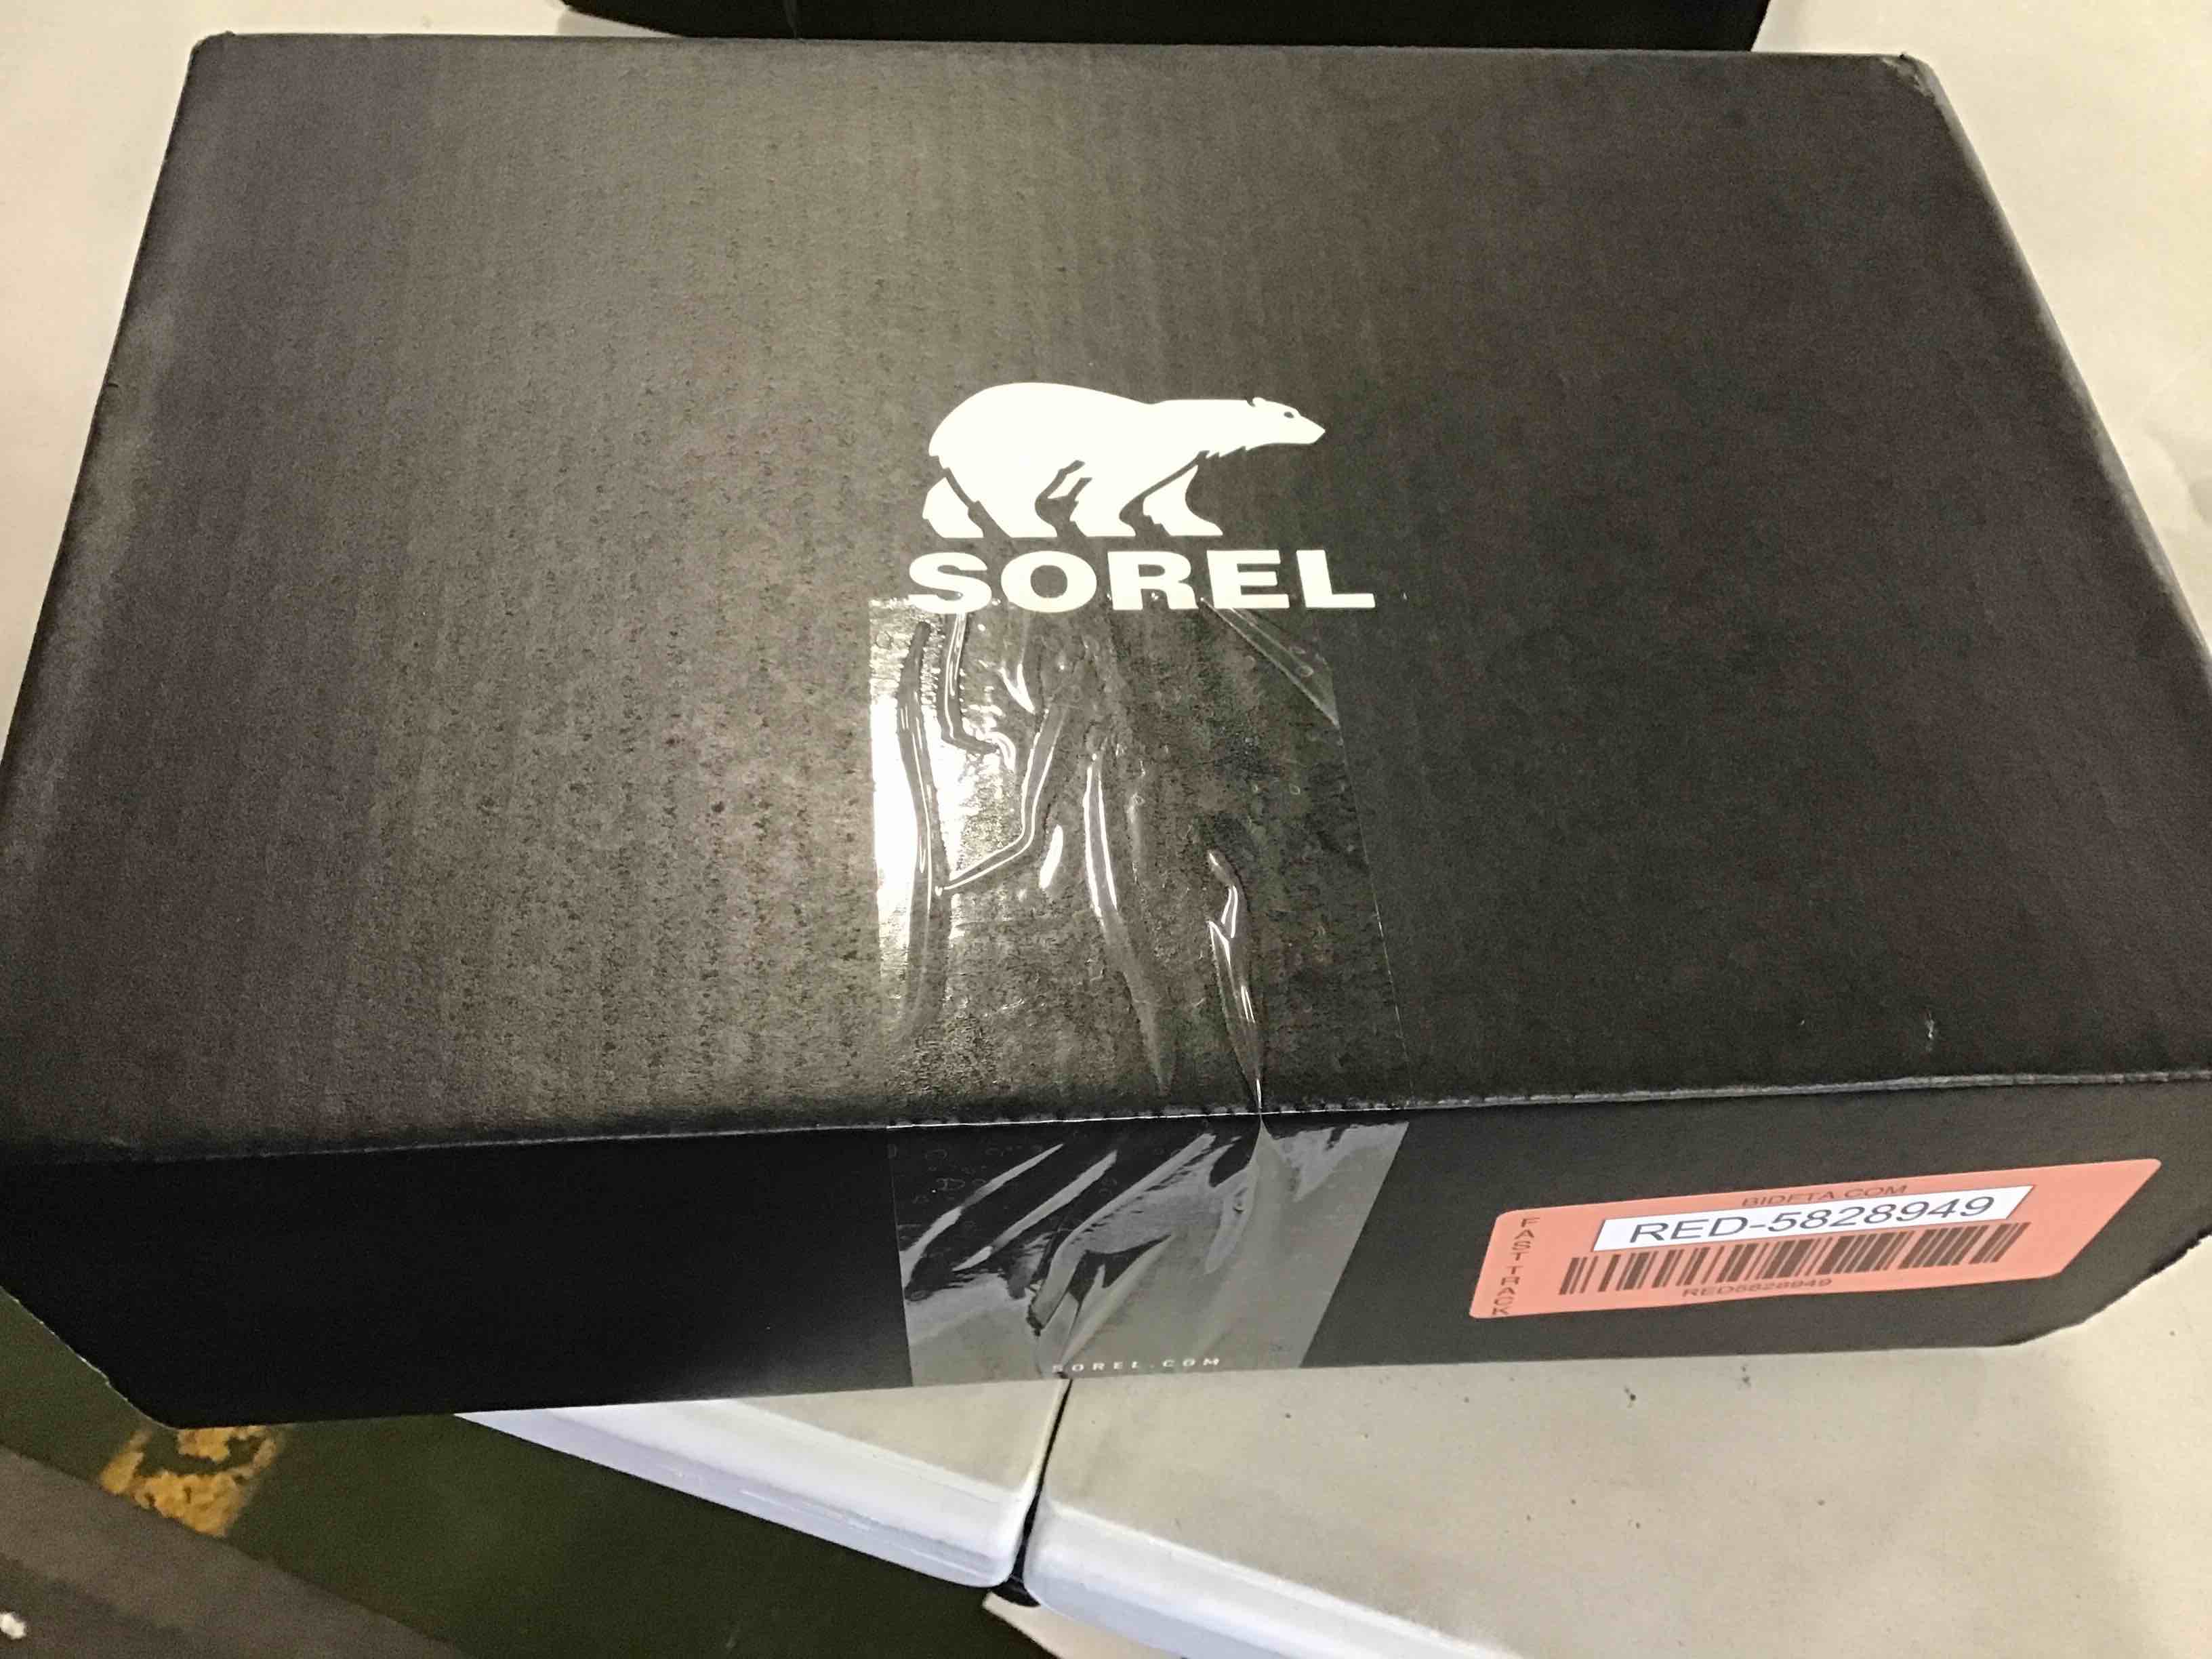 SOREL
BIDFTA.COM
RED-5828949
RED5828949
FAST TRACK
SOREL.COM